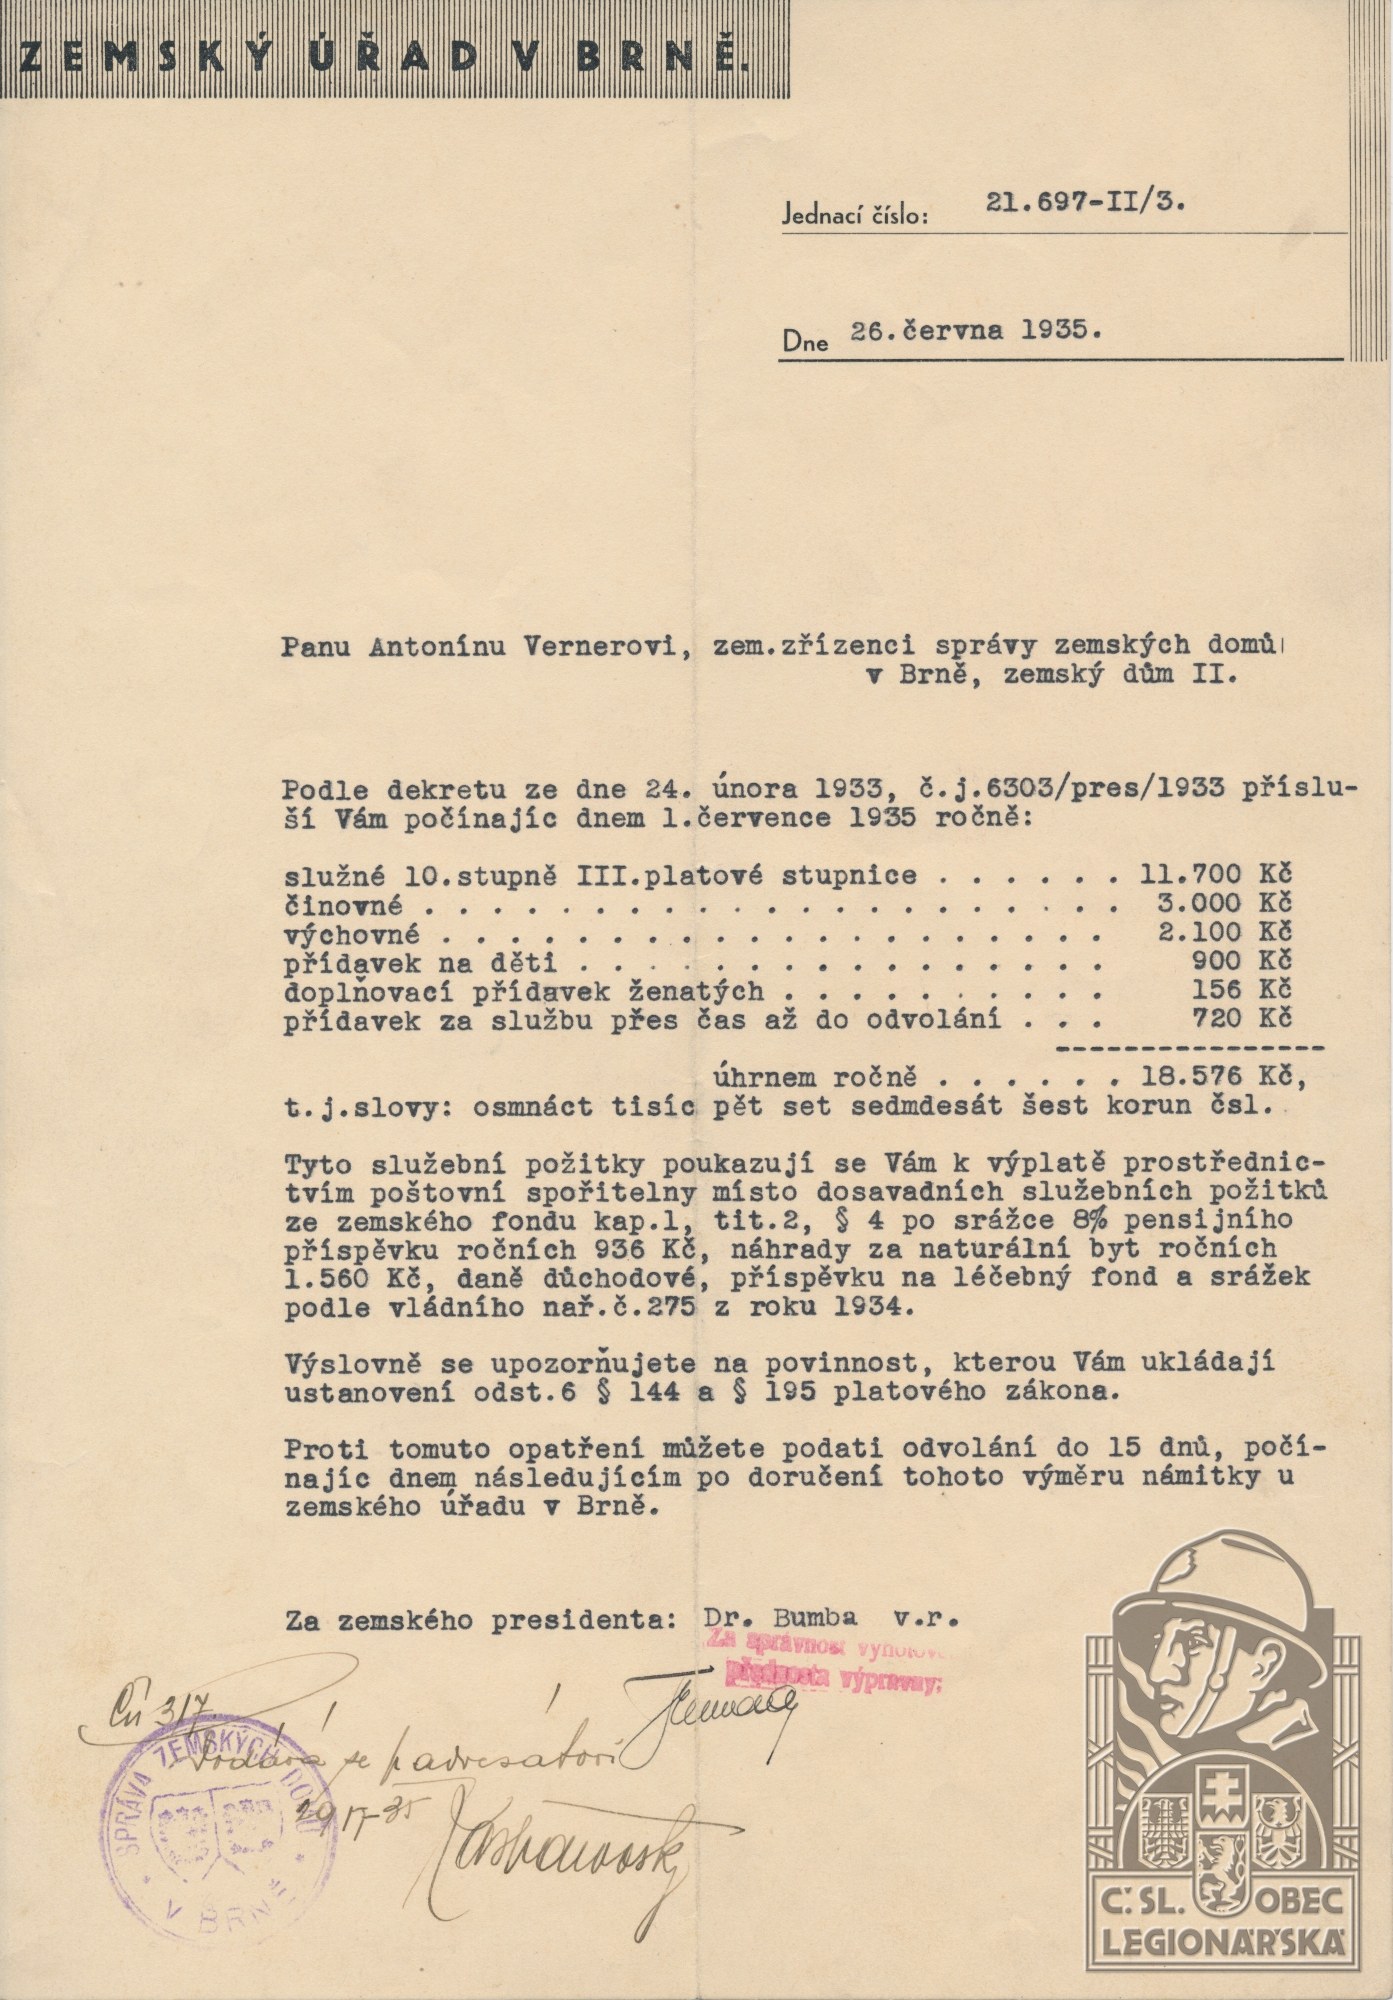 ZEMSKÝ ÚŘAD V BRNĚ.
Jednací číslo: 21.697-II/3.
Dne 26.června 1935.
Panu Antonínu Vernerovi, zem.zřízenci správy zemských domů
v Brně, zemský dům II.
Podle dekretu ze dne 24. února 1933, č.j.6303/pres/1933 příslu-
ší Vám počínajíc dnem 1.července 1935 ročně:
služné 10.stupně III.platové stupnice . . . . . . 11.700 Kč
činovné . . . . . . . . . . . . . . . . . . . . . 3.000 Kč
výchovné . . . . . . . . . . . . . . . . . . . . 2.100 Kč
přídavek na děti . . . . . . . . . . . . . . . . 900 Kč
doplňovací přídavek ženatých . . . . . . . . . . 156 Kč
přídavek za službu přes čas až do odvolání . . . 720 Kč
----------------
úhrnem ročně . . . . . . 18.576 Kč,
t.j.slovy: osmnáct tisíc pět set sedmdesát šest korun čsl.
Tyto služební požitky poukazují se Vám k výplatě prostřednic-
tvím poštovní spořitelny místo dosavadních služebních požitků
ze zemského fondu kap.1, tit.2, § 4 po srážce 8% pensijního
příspěvku ročních 936 Kč, náhrady za naturální byt ročních
1.560 Kč, daně důchodové, příspěvku na léčebný fond a srážek
podle vládního nař.č.275 z roku 1934.
Výslovně se upozorňujete na povinnost, kterou Vám ukládají
ustanovení odst.6 § 144 a § 195 platového zákona.
Proti tomuto opatření můžete podati odvolání do 15 dnů, počí-
najíc dnem následujícím po doručení tohoto výměru námitky u
zemského úřadu v Brně.
Za zemského presidenta: Dr. Bumba v.r.
Za správnost vyhotov
přednosta výpravny:
317
Podává se p adresátovi
SPRÁVA ZEMSKÝCH DOMŮ
V BRNĚ
Č.SL. OBEC
LEGIONÁŘSKÁ